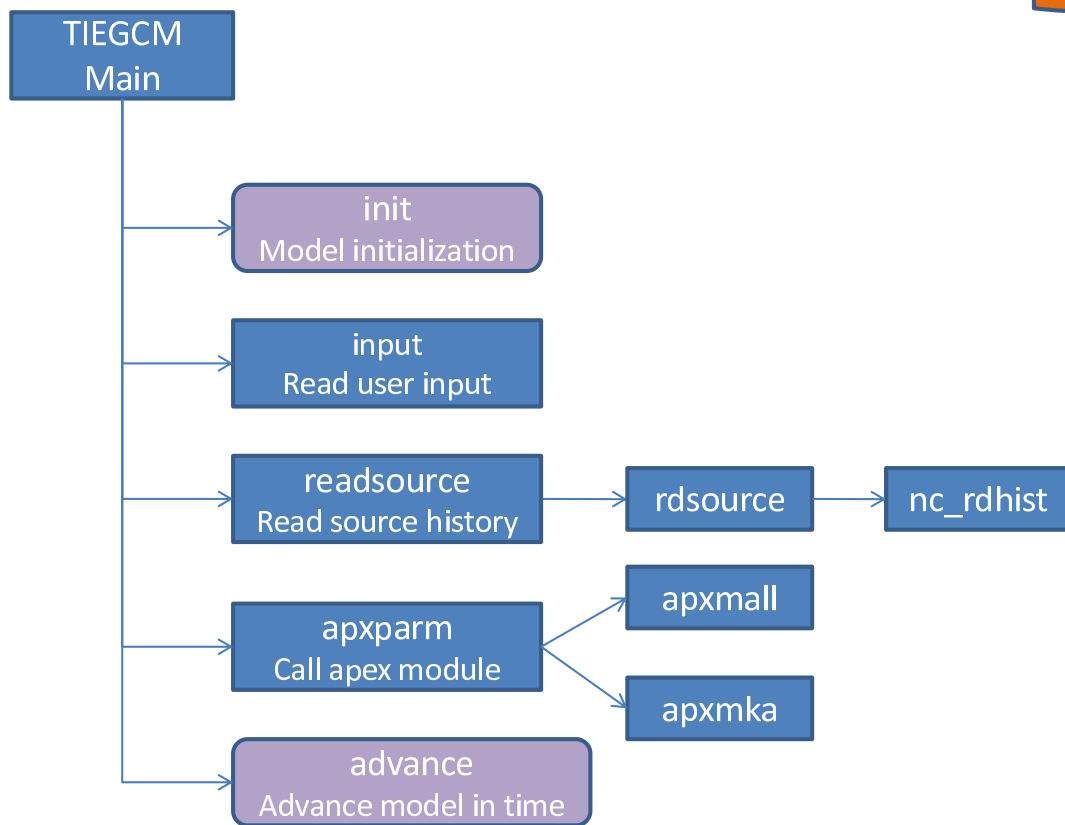 TIEGCM
Main
init
Model initialization
input
Read user input
readsource
Read source history
rdsource
nc_rdhist
apxparm
Call apex module
apxmall
apxmka
advance
Advance model in time